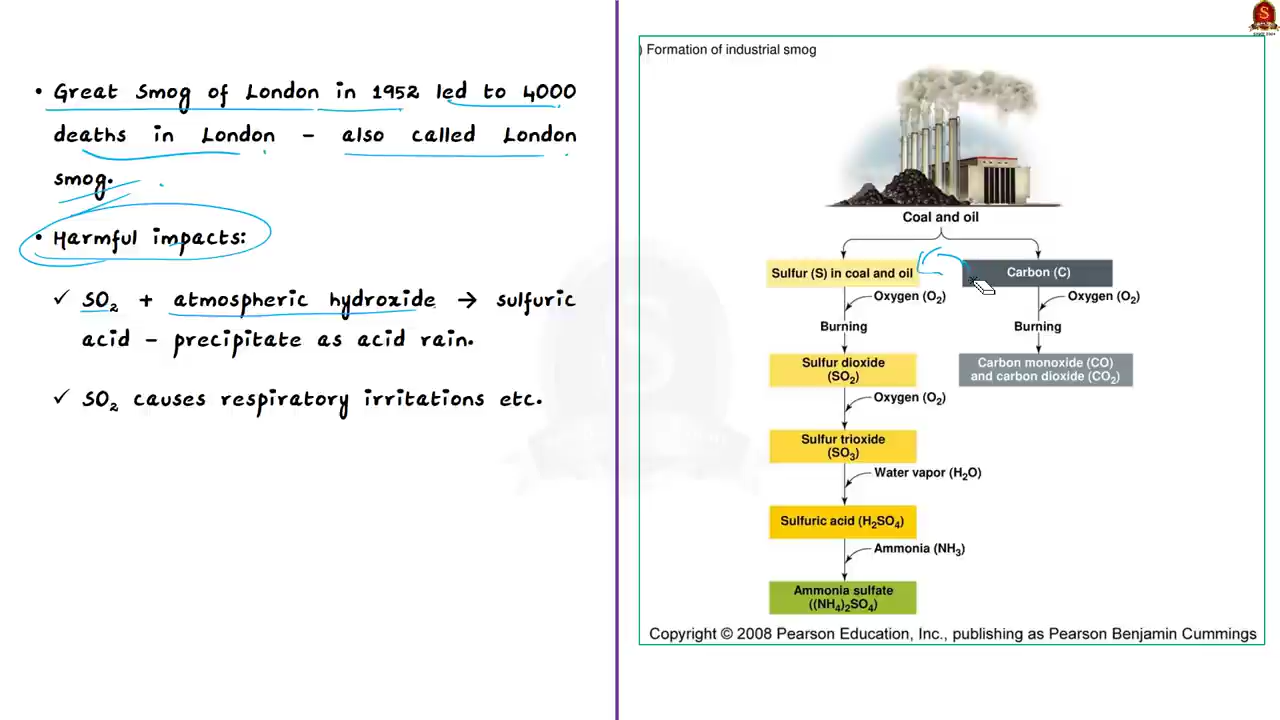 • Great Smog of London in 1952 led to 4000
deaths in London – also called London
smog.
• Harmful impacts:
✓ SO₂ + atmospheric hydroxide → sulfuric
acid – precipitate as acid rain.
✓ SO₂ causes respiratory irritations etc.
) Formation of industrial smog
Coal and oil
Sulfur (S) in coal and oil
Carbon (C)
Oxygen (O₂)
Oxygen (O₂)
Burning
Burning
Sulfur dioxide
(SO₂)
Carbon monoxide (CO)
and carbon dioxide (CO₂)
Oxygen (O₂)
Sulfur trioxide
(SO₃)
Water vapor (H₂O)
Sulfuric acid (H₂SO₄)
Ammonia (NH₃)
Ammonia sulfate
((NH₄)₂SO₄)
Copyright © 2008 Pearson Education, Inc., publishing as Pearson Benjamin Cummings